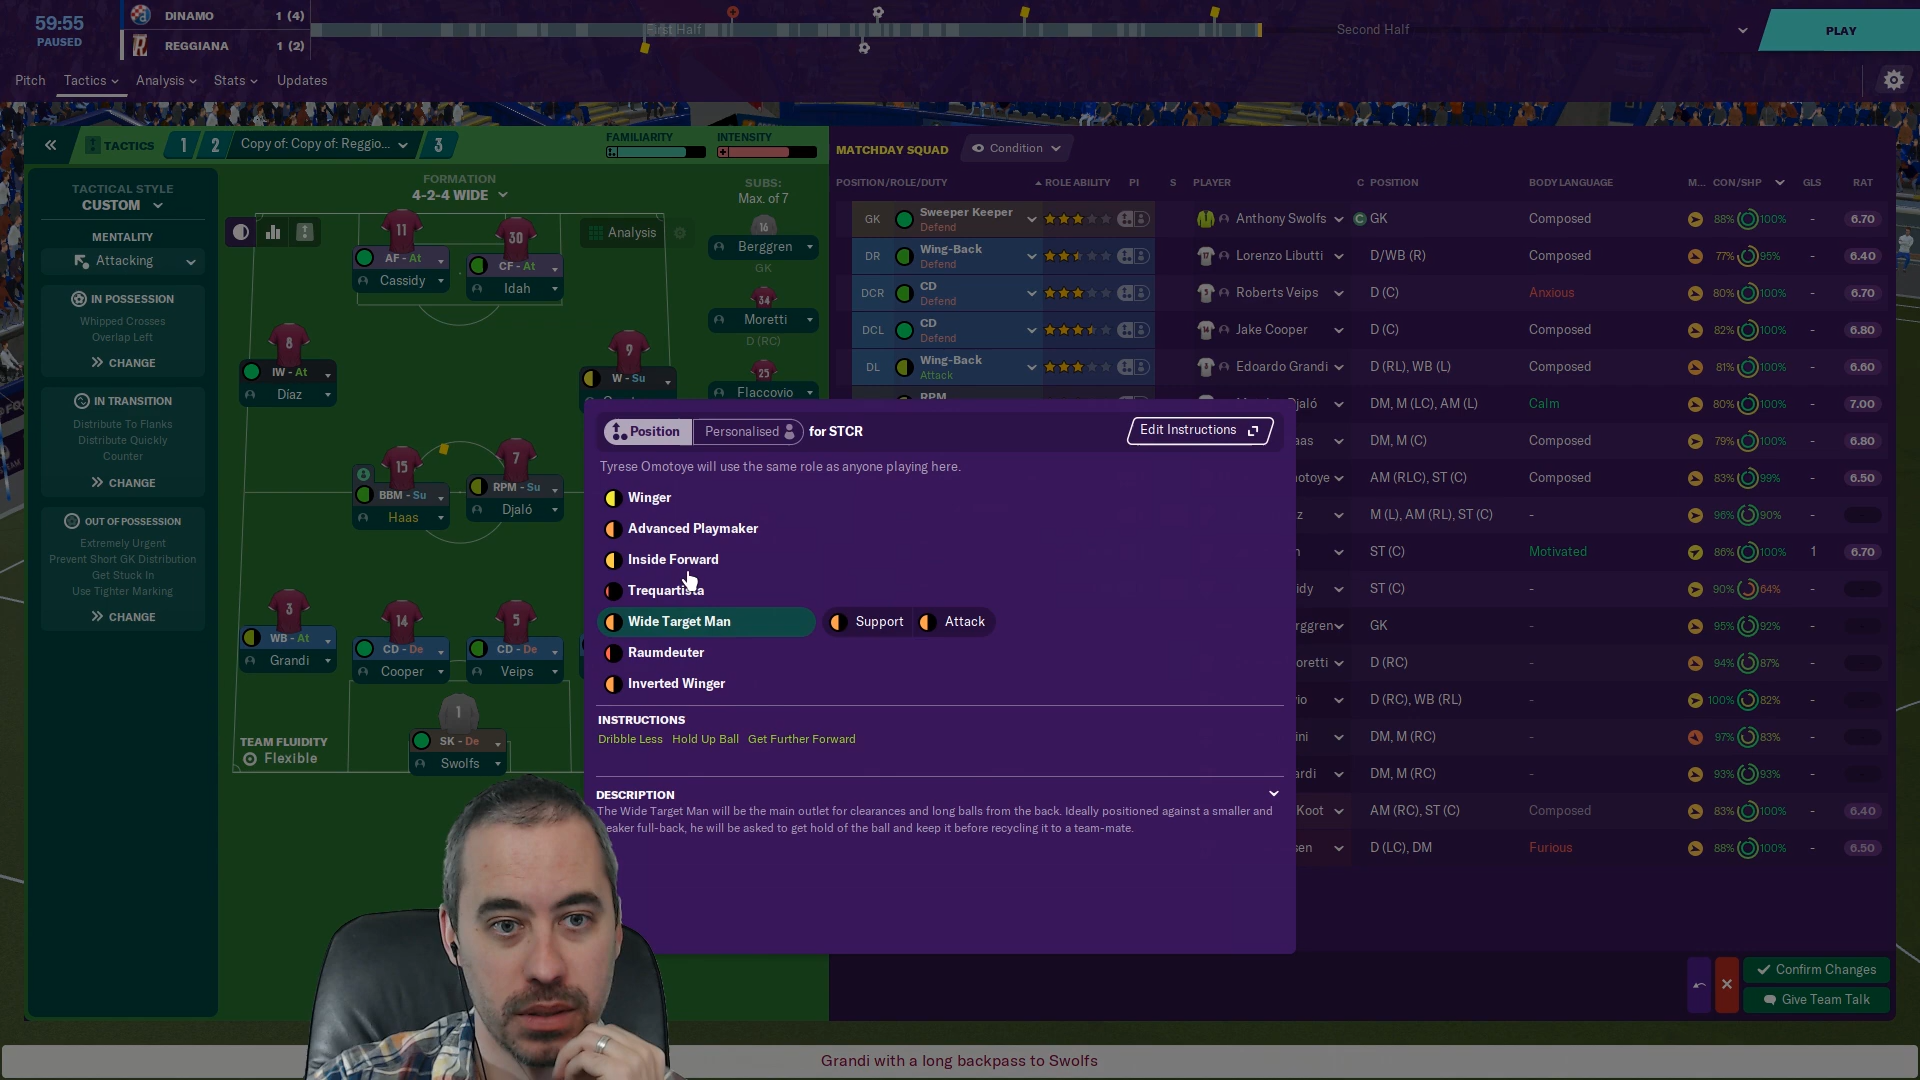 59:55
PAUSED
DINAMO 1 (4)
REGGIANA 1 (2)
First Half
Second Half
PLAY
Pitch Tactics Analysis Stats Updates
TACTICS 1 2 Copy of: Copy of: Reggio... 3
FAMILIARITY
INTENSITY
TACTICAL STYLE
CUSTOM
MENTALITY
Attacking
IN POSSESSION
Whipped Crosses
Overlap Left
CHANGE
IN TRANSITION
Distribute To Flanks
Distribute Quickly
Counter
CHANGE
OUT OF POSSESSION
Extremely Urgent
Prevent Short GK Distribution
Get Stuck In
Use Tighter Marking
CHANGE
FORMATION
4-2-4 WIDE
SUBS:
Max. of 7
Analysis
11
AF - At
Cassidy
30
CF - At
Idah
8
IW - At
Díaz
9
W - Su
15
BBM - Su
Haas
7
RPM - Su
Djaló
3
WB - At
Grandi
14
CD - De
Cooper
5
CD - De
Veips
1
SK - De
Swolfs
TEAM FLUIDITY
Flexible
16
Berggren
GK
34
Moretti
D (RC)
25
Flaccovio
MATCHDAY SQUAD
Condition
POSITION/ROLE/DUTY ROLE ABILITY PI S PLAYER C POSITION BODY LANGUAGE M... CON/SHP GLS RAT
GK Sweeper Keeper Defend Anthony Swolfs C GK Composed 88% 100% - 6.70
DR Wing-Back Defend Lorenzo Libutti D/WB (R) Composed 77% 95% - 6.40
DCR CD Defend Roberts Veips D (C) Anxious 80% 100% - 6.70
DCL CD Defend Jake Cooper D (C) Composed 82% 100% - 6.80
DL Wing-Back Attack Edoardo Grandi D (RL), WB (L) Composed 81% 100% - 6.60
RPM Djaló DM, M (LC), AM (L) Calm 80% 100% - 7.00
aas DM, M (C) Composed 79% 100% - 6.80
notoye AM (RLC), ST (C) Composed 83% 99% - 6.50
z M (L), AM (RL), ST (C) - 96% 90% -
h ST (C) Motivated 86% 100% 1 6.70
idy ST (C) - 90% 64% -
rggren GK - 95% 92% -
oretti D (RC) - 94% 87% -
io D (RC), WB (RL) - 100% 82% -
ini DM, M (RC) - 97% 83% -
ardi DM, M (RC) - 93% 93% -
Koot AM (RC), ST (C) Composed 83% 100% - 6.40
sen D (LC), DM Furious 88% 100% - 6.50
Position Personalised for STCR
Edit Instructions
Tyrese Omotoye will use the same role as anyone playing here.
Winger
Advanced Playmaker
Inside Forward
Trequartista
Wide Target Man Support Attack
Raumdeuter
Inverted Winger
INSTRUCTIONS
Dribble Less Hold Up Ball Get Further Forward
DESCRIPTION
The Wide Target Man will be the main outlet for clearances and long balls from the back. Ideally positioned against a smaller and
eaker full-back, he will be asked to get hold of the ball and keep it before recycling it to a team-mate.
Confirm Changes
Give Team Talk
Grandi with a long backpass to Swolfs